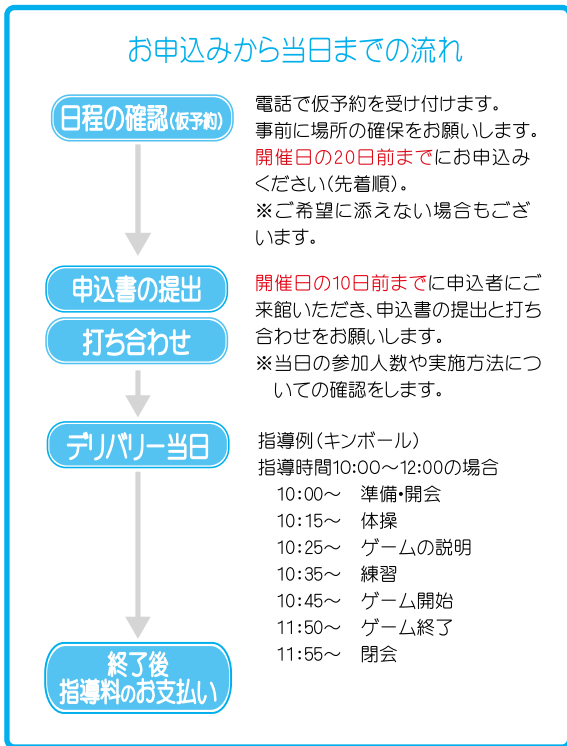 お申込みから当日までの流れ
日程の確認(仮予約)
電話で仮予約を受け付けます。
事前に場所の確保をお願いします。
開催日の20日前までにお申込み
ください(先着順)。
※ご希望に添えない場合もござ
います。
申込書の提出
打ち合わせ
開催日の10日前までに申込者にご
来館いただき、申込書の提出と打ち
合わせをお願いします。
※当日の参加人数や実施方法につ
いての確認をします。
デリバリー当日
指導例(キンボール)
指導時間10:00〜12:00の場合
10:00〜 準備・開会
10:15〜 体操
10:25〜 ゲームの説明
10:35〜 練習
10:45〜 ゲーム開始
11:50〜 ゲーム終了
11:55〜 閉会
終了後
指導料のお支払い